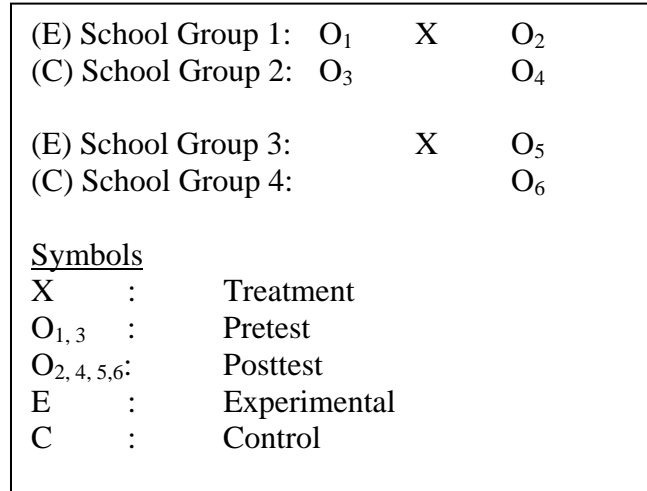 (E) School Group 1: O₁ X O₂
(C) School Group 2: O₃ O₄
(E) School Group 3: X O₅
(C) School Group 4: O₆
Symbols
X : Treatment
O₁, ₃ : Pretest
O₂, ₄, ₅,₆: Posttest
E : Experimental
C : Control